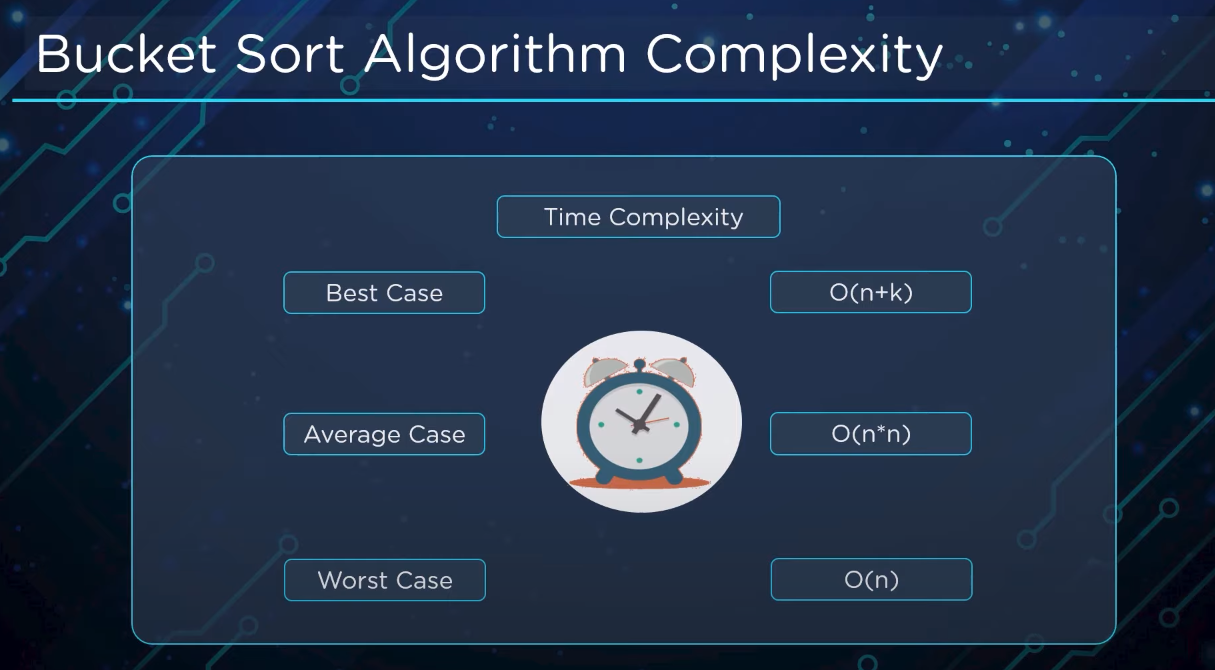 Bucket Sort Algorithm Complexity
Time Complexity
Best Case
O(n+k)
Average Case
O(n*n)
Worst Case
O(n)